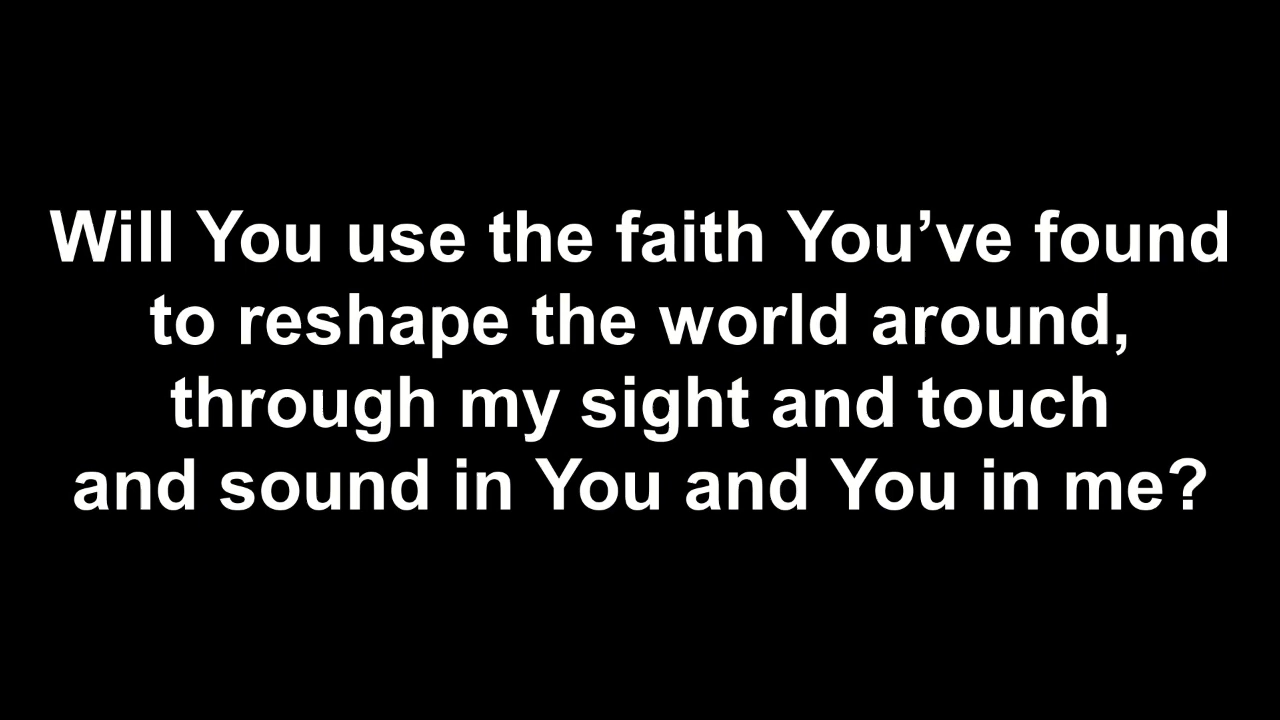 Will You use the faith You’ve found
to reshape the world around,
through my sight and touch
and sound in You and You in me?